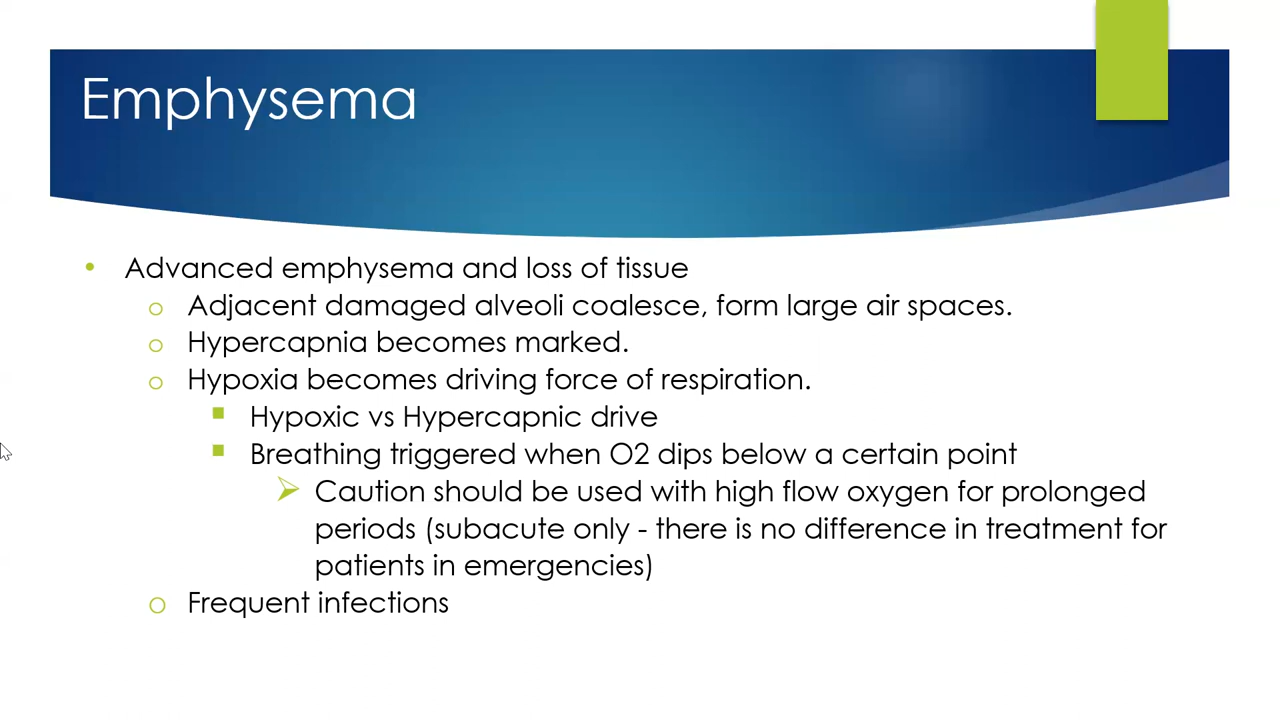 Emphysema
• Advanced emphysema and loss of tissue
o Adjacent damaged alveoli coalesce, form large air spaces.
o Hypercapnia becomes marked.
o Hypoxia becomes driving force of respiration.
▪ Hypoxic vs Hypercapnic drive
▪ Breathing triggered when O2 dips below a certain point
➢ Caution should be used with high flow oxygen for prolonged
periods (subacute only - there is no difference in treatment for
patients in emergencies)
o Frequent infections